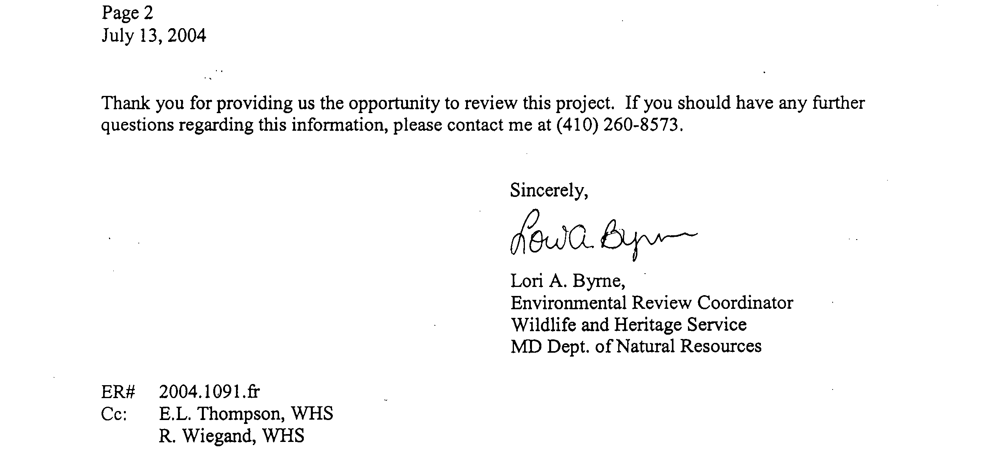 Page 2
July 13, 2004
Thank you for providing us the opportunity to review this project. If you should have any further
questions regarding this information, please contact me at (410) 260-8573.
Sincerely,
Lori A. Byrne
Lori A. Byrne,
Environmental Review Coordinator
Wildlife and Heritage Service
MD Dept. of Natural Resources
ER# 2004.1091.fr
Cc: E.L. Thompson, WHS
R. Wiegand, WHS